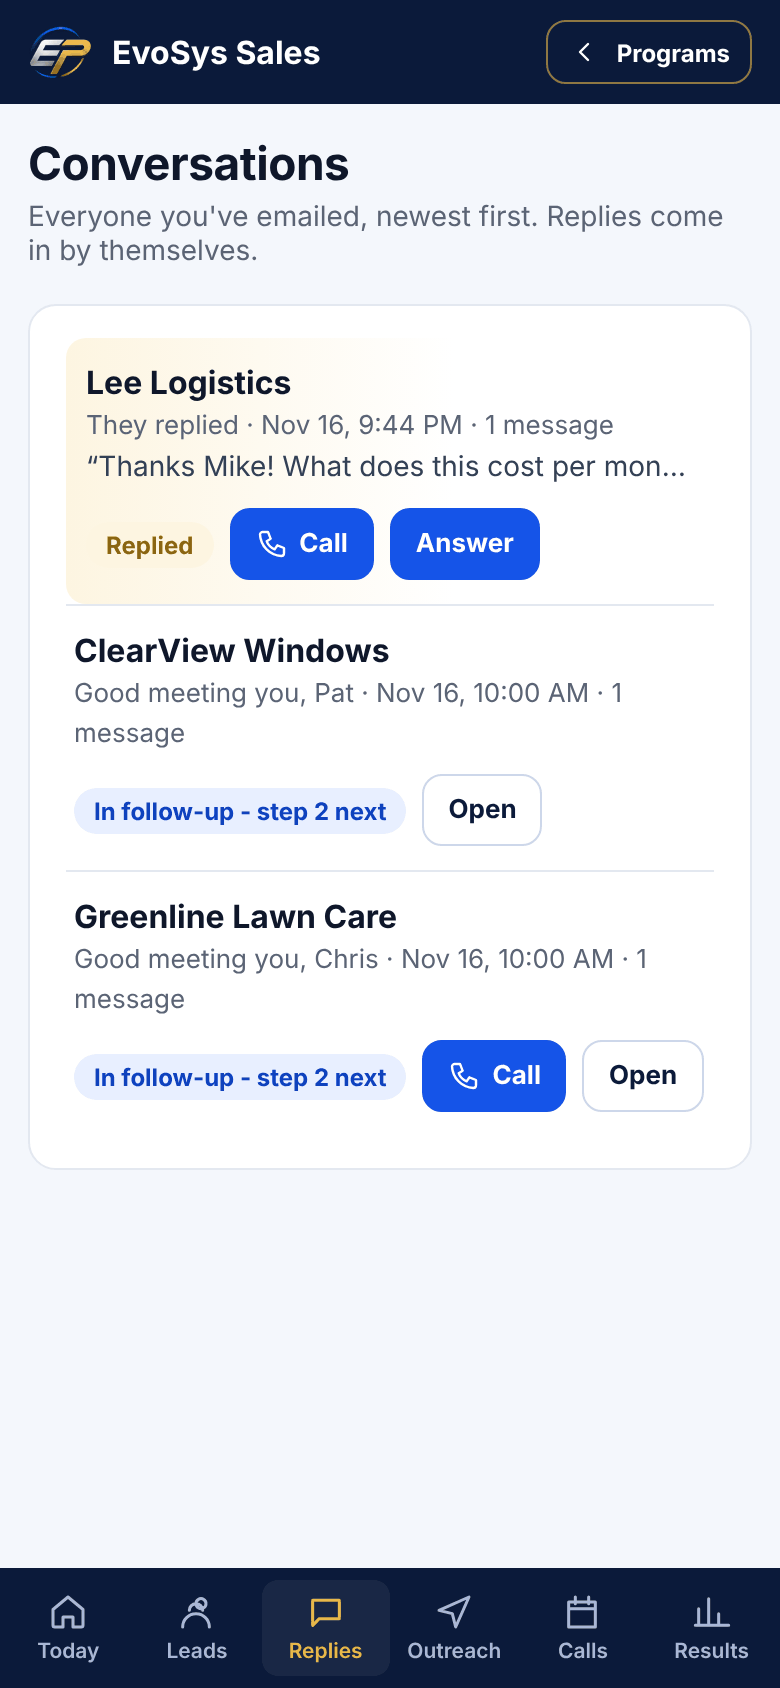 EP EvoSys Sales
Programs
Conversations
Everyone you've emailed, newest first. Replies come
in by themselves.
Lee Logistics
They replied · Nov 16, 9:44 PM · 1 message
“Thanks Mike! What does this cost per mon...
Replied Call Answer
ClearView Windows
Good meeting you, Pat · Nov 16, 10:00 AM · 1
message
In follow-up - step 2 next Open
Greenline Lawn Care
Good meeting you, Chris · Nov 16, 10:00 AM · 1
message
In follow-up - step 2 next Call Open
Today Leads Replies Outreach Calls Results